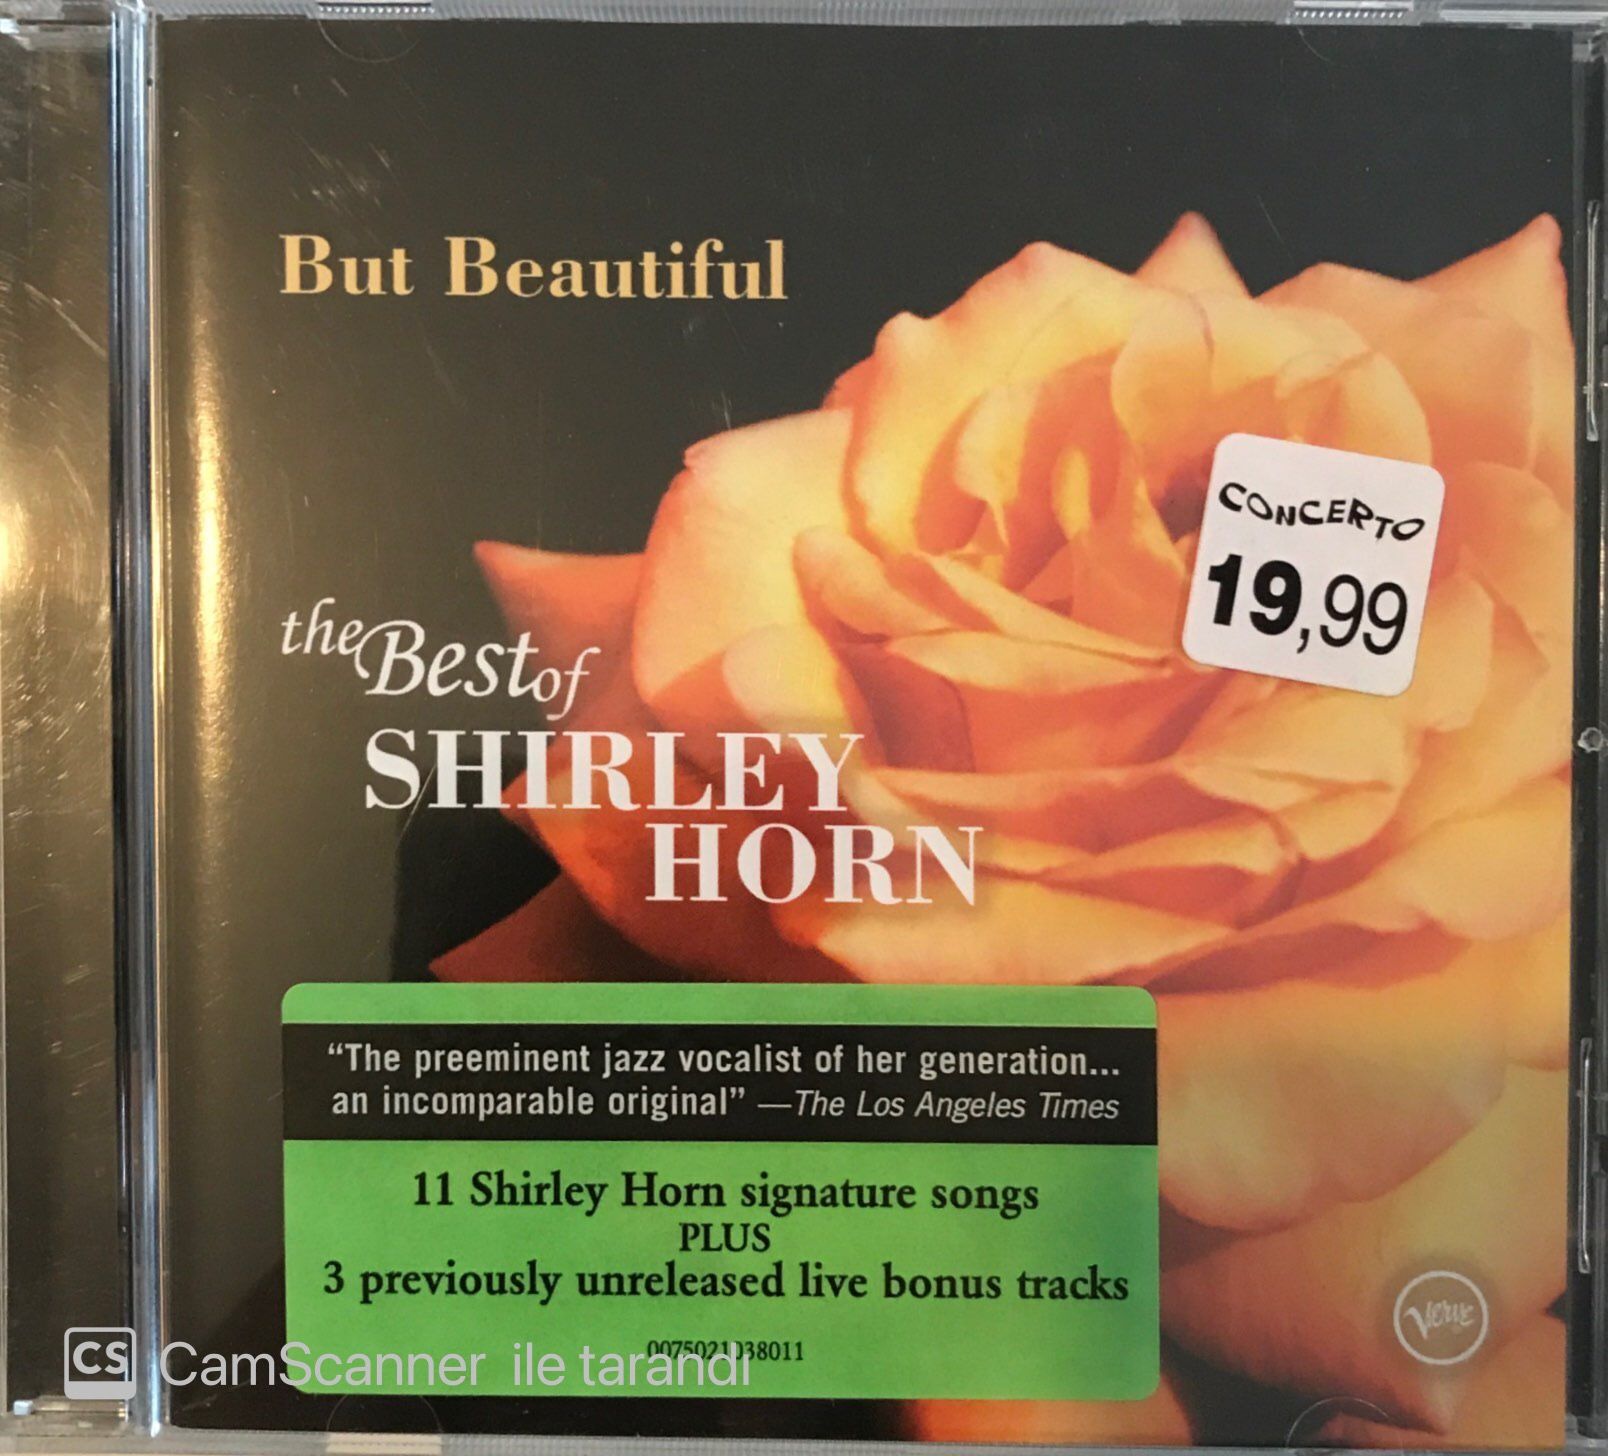 But Beautiful
CONCERTO
19,99
the Best of
SHIRLEY
HORN
“The preeminent jazz vocalist of her generation...
an incomparable original” —The Los Angeles Times
11 Shirley Horn signature songs
PLUS
3 previously unreleased live bonus tracks
Verve
CS CamScanner ile tarandı